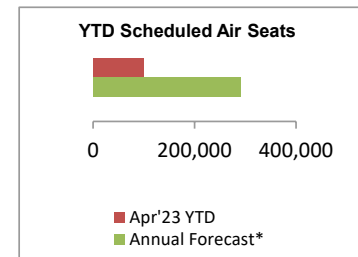 YTD Scheduled Air Seats
0 200,000 400,000
Apr'23 YTD
Annual Forecast*